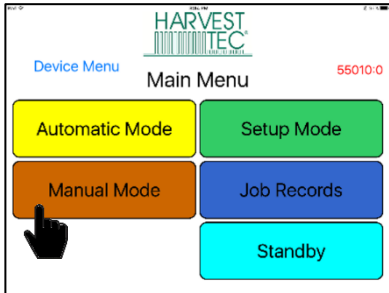 HARVEST
TEC
Device Menu
Main Menu
55010:0
Automatic Mode
Setup Mode
Manual Mode
Job Records
Standby